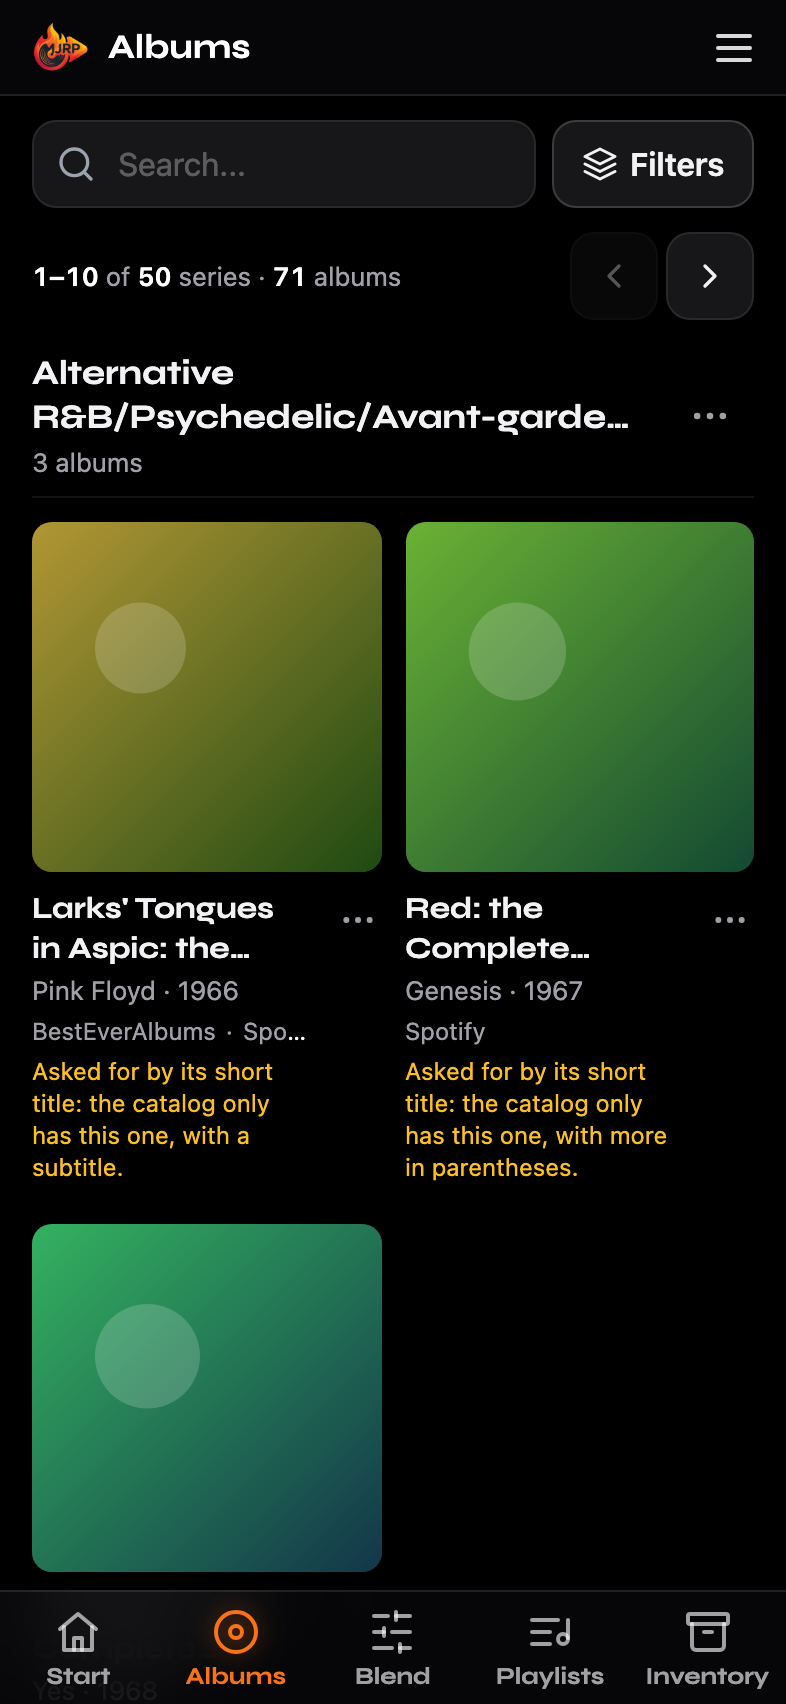 MJRP
Albums
Search...
Filters
1–10 of 50 series · 71 albums
Alternative
R&B/Psychedelic/Avant-garde...
3 albums
Larks' Tongues
in Aspic: the...
Pink Floyd · 1966
BestEverAlbums · Spo...
Asked for by its short
title: the catalog only
has this one, with a
subtitle.
Red: the
Complete...
Genesis · 1967
Spotify
Asked for by its short
title: the catalog only
has this one, with more
in parentheses.
Yes · 1968
Start
Albums
Blend
Playlists
Inventory